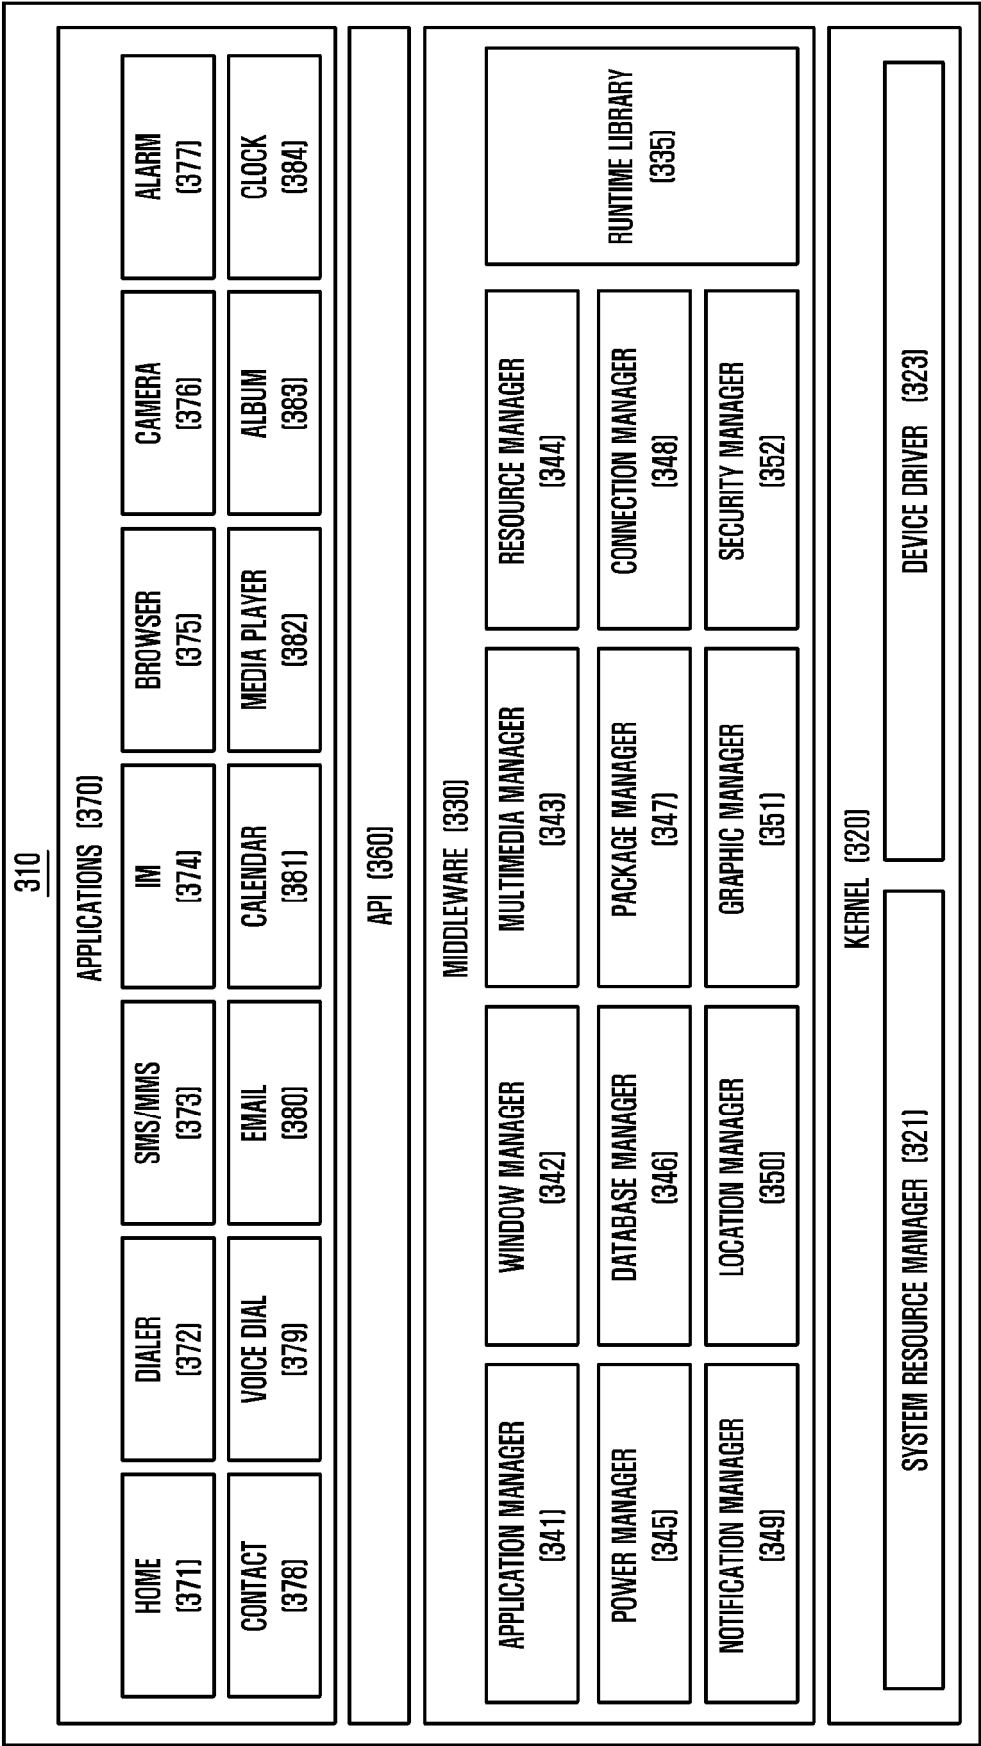 310
APPLICATIONS (370)
HOME
(371)
DIALER
(372)
SMS/MMS
(373)
IM
(374)
BROWSER
(375)
CAMERA
(376)
ALARM
(377)
CONTACT
(378)
VOICE DIAL
(379)
EMAIL
(380)
CALENDAR
(381)
MEDIA PLAYER
(382)
ALBUM
(383)
CLOCK
(384)
API (360)
MIDDLEWARE (330)
APPLICATION MANAGER
(341)
WINDOW MANAGER
(342)
MULTIMEDIA MANAGER
(343)
RESOURCE MANAGER
(344)
POWER MANAGER
(345)
DATABASE MANAGER
(346)
PACKAGE MANAGER
(347)
CONNECTION MANAGER
(348)
NOTIFICATION MANAGER
(349)
LOCATION MANAGER
(350)
GRAPHIC MANAGER
(351)
SECURITY MANAGER
(352)
RUNTIME LIBRARY
(335)
KERNEL (320)
SYSTEM RESOURCE MANAGER (321)
DEVICE DRIVER (323)